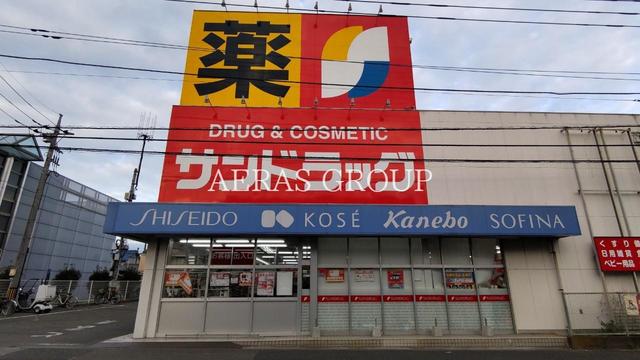 薬
DRUG & COSMETIC
サンドラッグ
AERAS GROUP
SHISEIDO KOSÉ Kanebo SOFINA
くすり
日用雑貨
ベビー用品